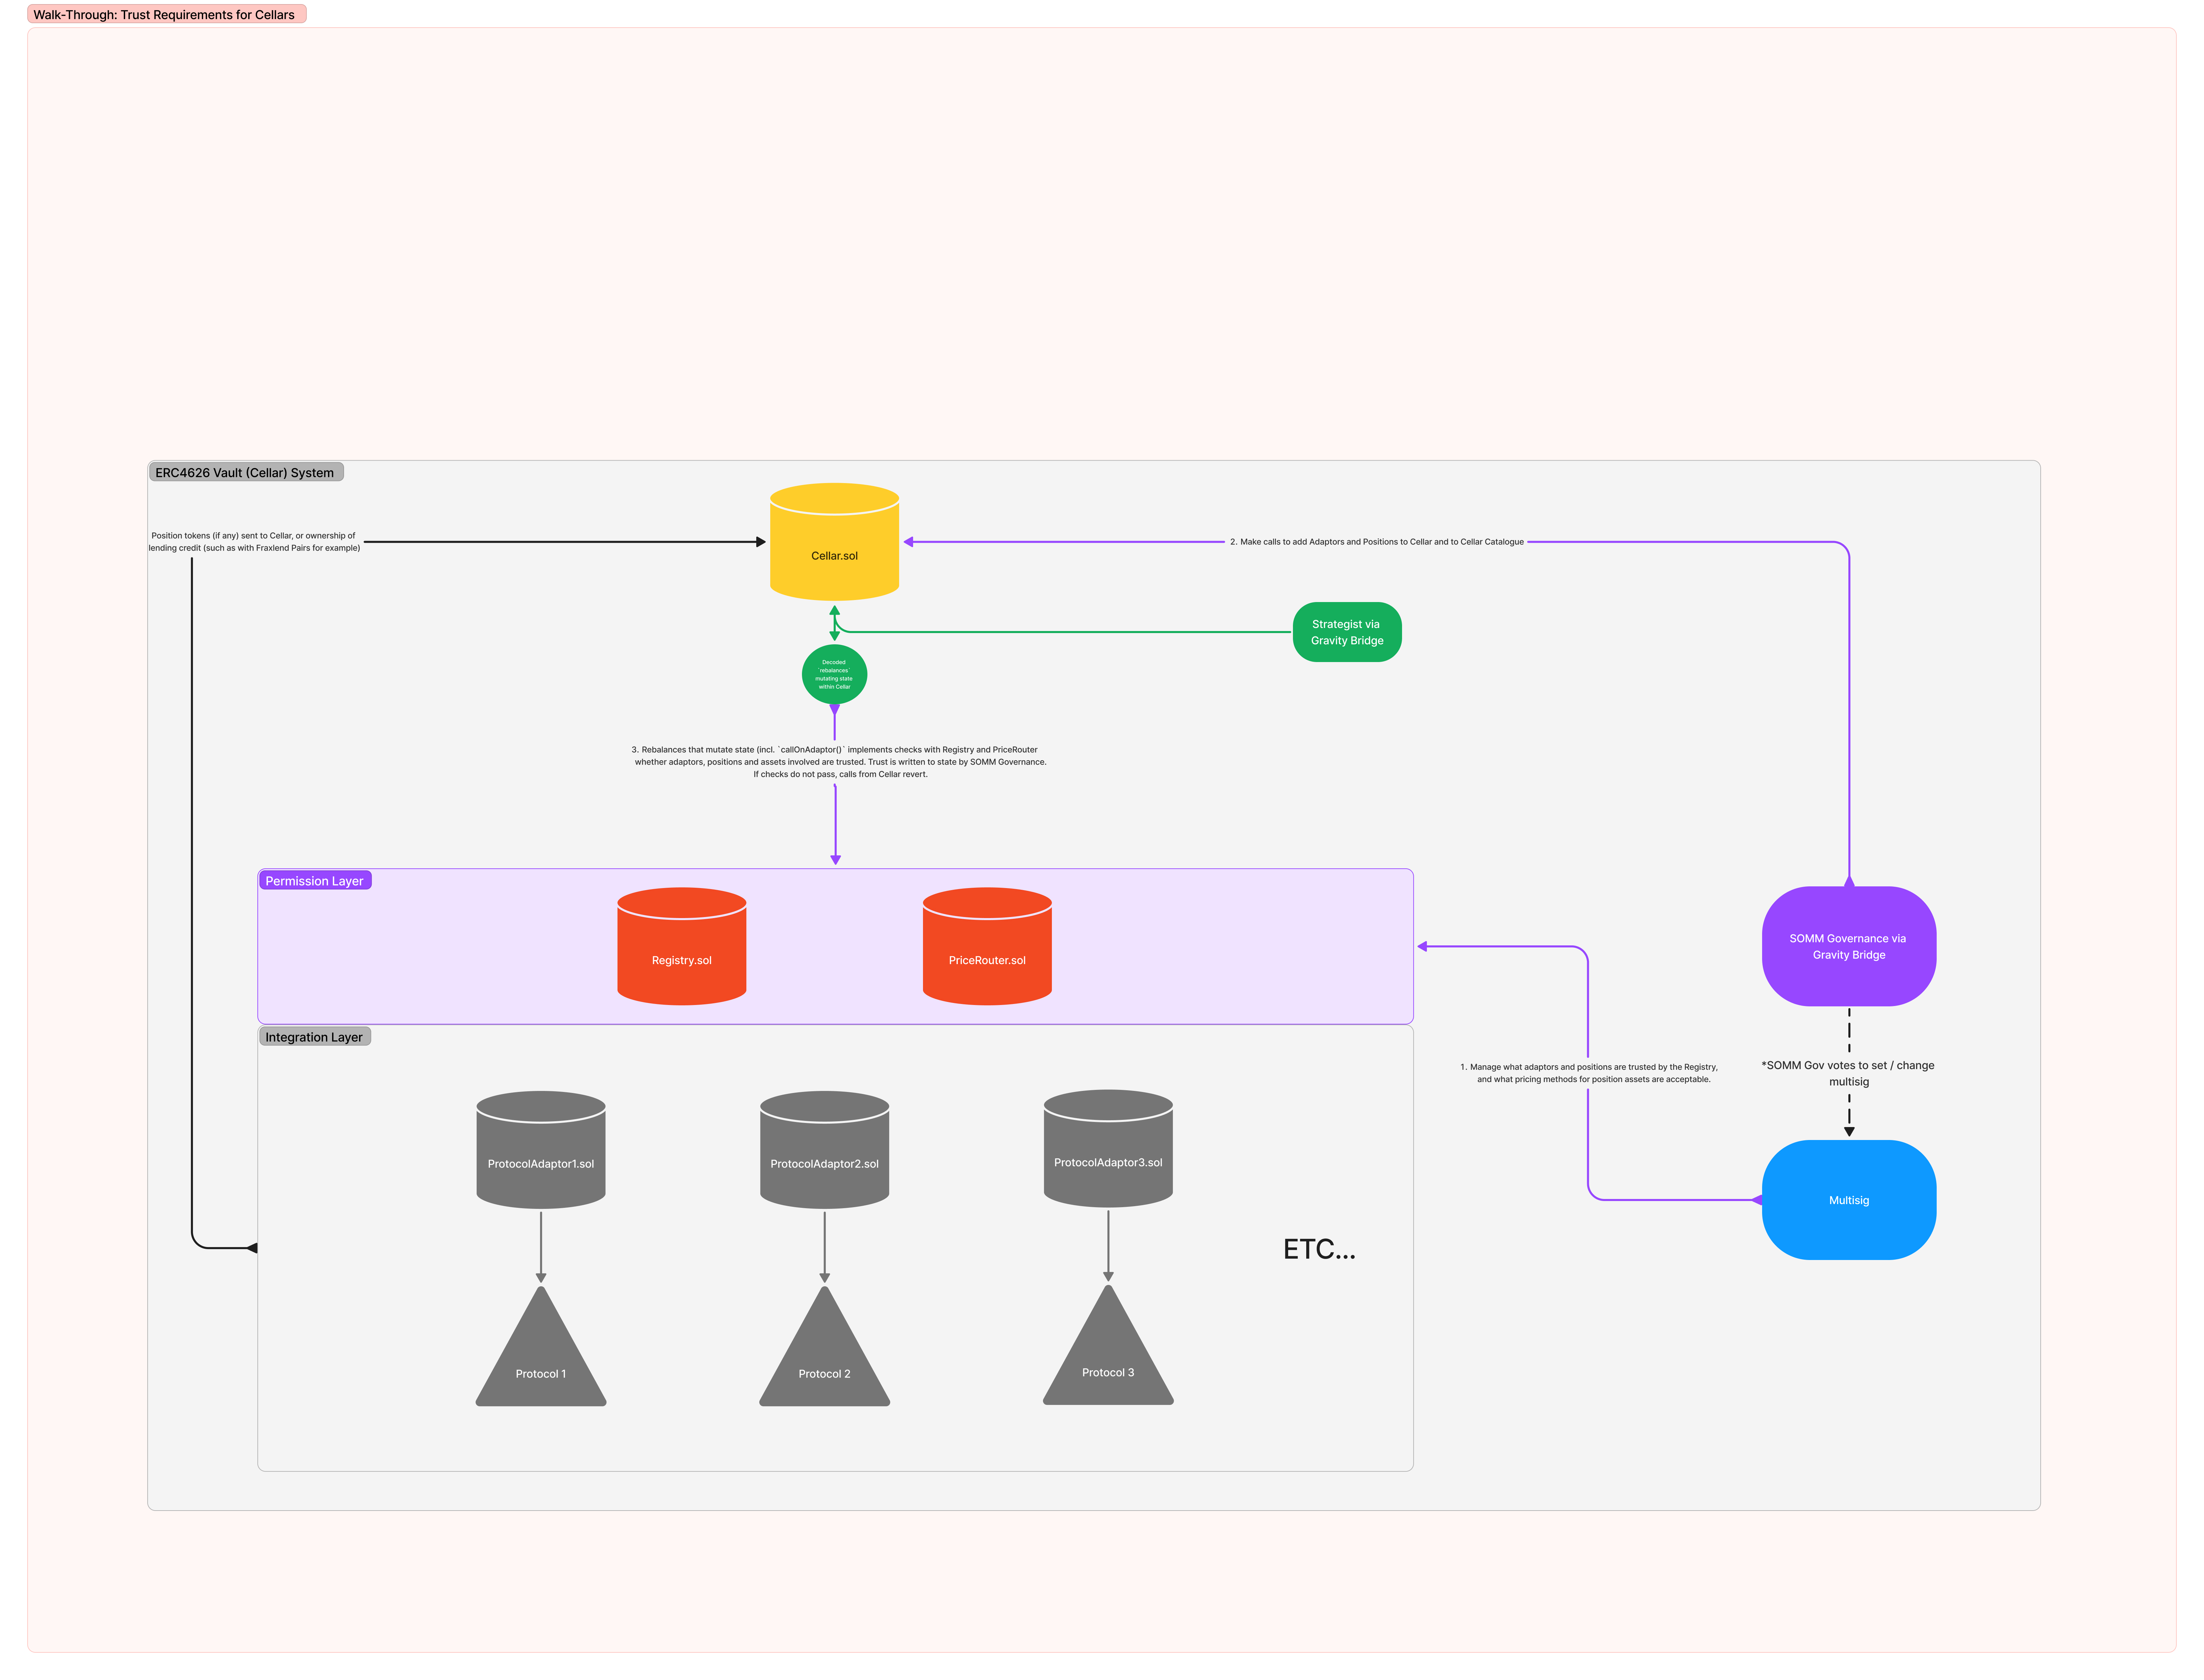 Walk-Through: Trust Requirements for Cellars
ERC4626 Vault (Cellar) System
Position tokens (if any) sent to Cellar, or ownership of
lending credit (such as with Fraxlend Pairs for example)
Cellar.sol
2. Make calls to add Adaptors and Positions to Cellar and to Cellar Catalogue
Strategist via
Gravity Bridge
Decoded
`rebalances`
mutating state
within Cellar
3. Rebalances that mutate state (incl. `callOnAdaptor()` implements checks with Registry and PriceRouter
whether adaptors, positions and assets involved are trusted. Trust is written to state by SOMM Governance.
If checks do not pass, calls from Cellar revert.
Permission Layer
Registry.sol
PriceRouter.sol
SOMM Governance via
Gravity Bridge
Integration Layer
1. Manage what adaptors and positions are trusted by the Registry,
and what pricing methods for position assets are acceptable.
*SOMM Gov votes to set / change
multisig
ProtocolAdaptor1.sol
ProtocolAdaptor2.sol
ProtocolAdaptor3.sol
Multisig
ETC...
Protocol 1
Protocol 2
Protocol 3